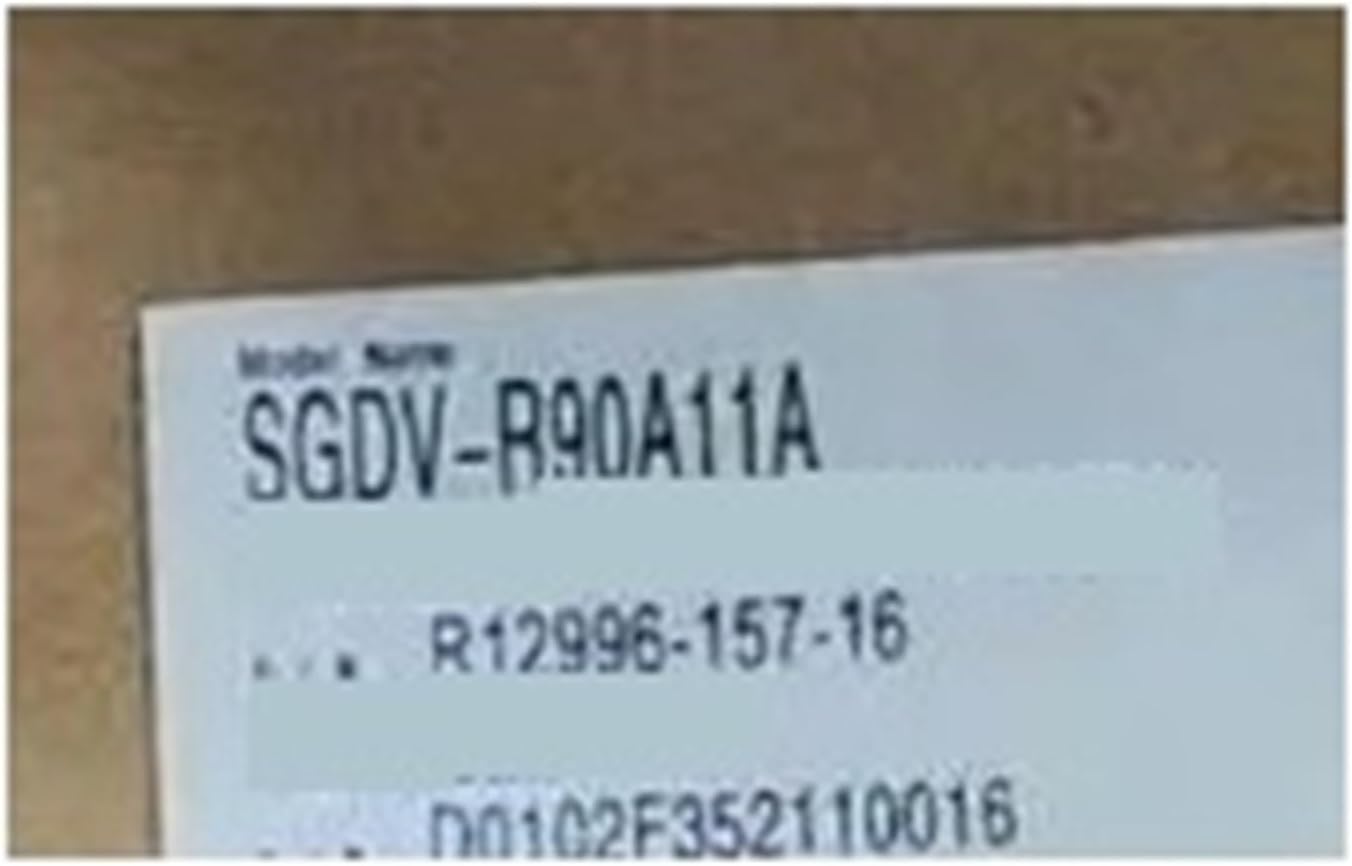 Model Name
SGDV-R90A11A
R12996-157-16
D0102F352110016